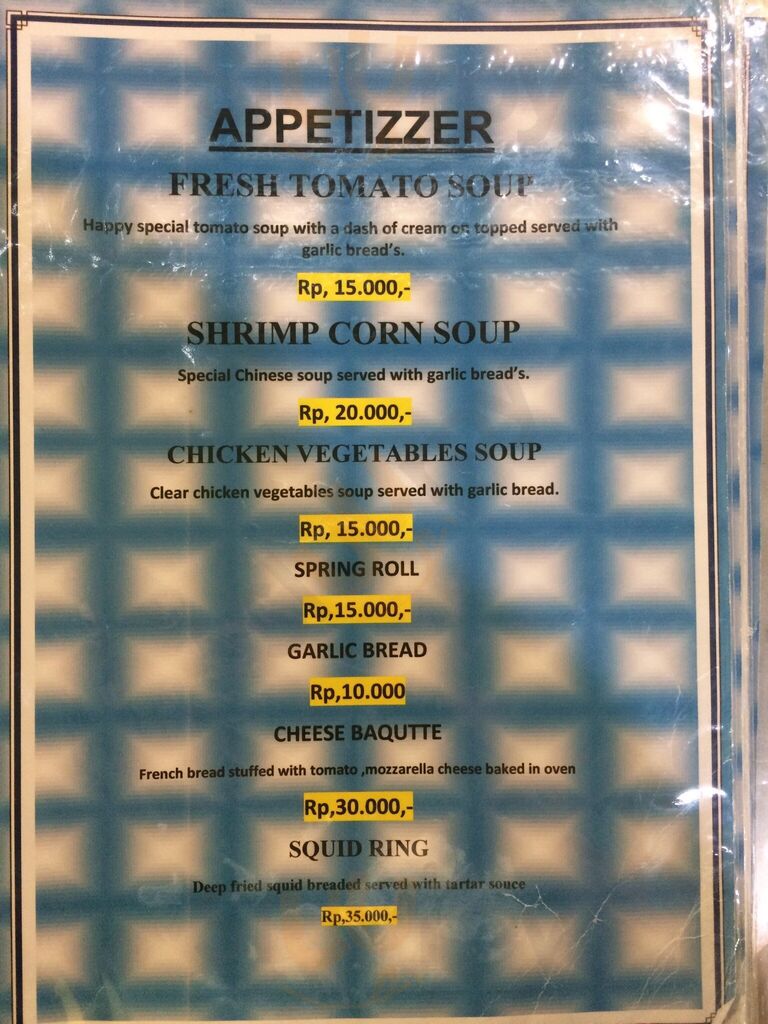 APPETIZZER
FRESH TOMATO SOUP
Happy special tomato soup with a dash of cream on topped served with
garlic bread's.
Rp, 15.000,-
SHRIMP CORN SOUP
Special Chinese soup served with garlic bread's.
Rp, 20.000,-
CHICKEN VEGETABLES SOUP
Clear chicken vegetables soup served with garlic bread.
Rp, 15.000,-
SPRING ROLL
Rp,15.000,-
GARLIC BREAD
Rp,10.000
CHEESE BAQUTTE
French bread stuffed with tomato ,mozzarella cheese baked in oven
Rp,30.000,-
SQUID RING
Deep fried squid breaded served with tartar souce
Rp,35.000,-